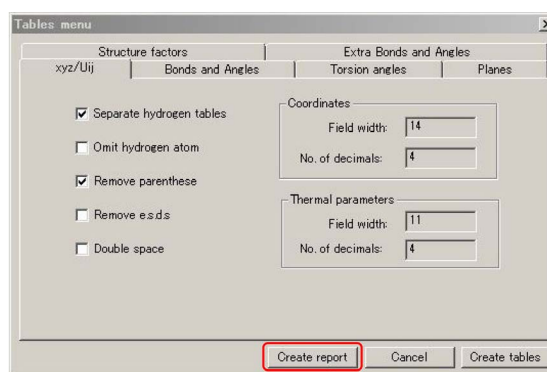 Tables menu
Structure factors
Extra Bonds and Angles
xyz/Uij
Bonds and Angles
Torsion angles
Planes
Separate hydrogen tables
Omit hydrogen atom
Remove parenthese
Remove e.s.d.s
Double space
Coordinates
Field width: 14
No. of decimals: 4
Thermal parameters
Field width: 11
No. of decimals: 4
Create report
Cancel
Create tables